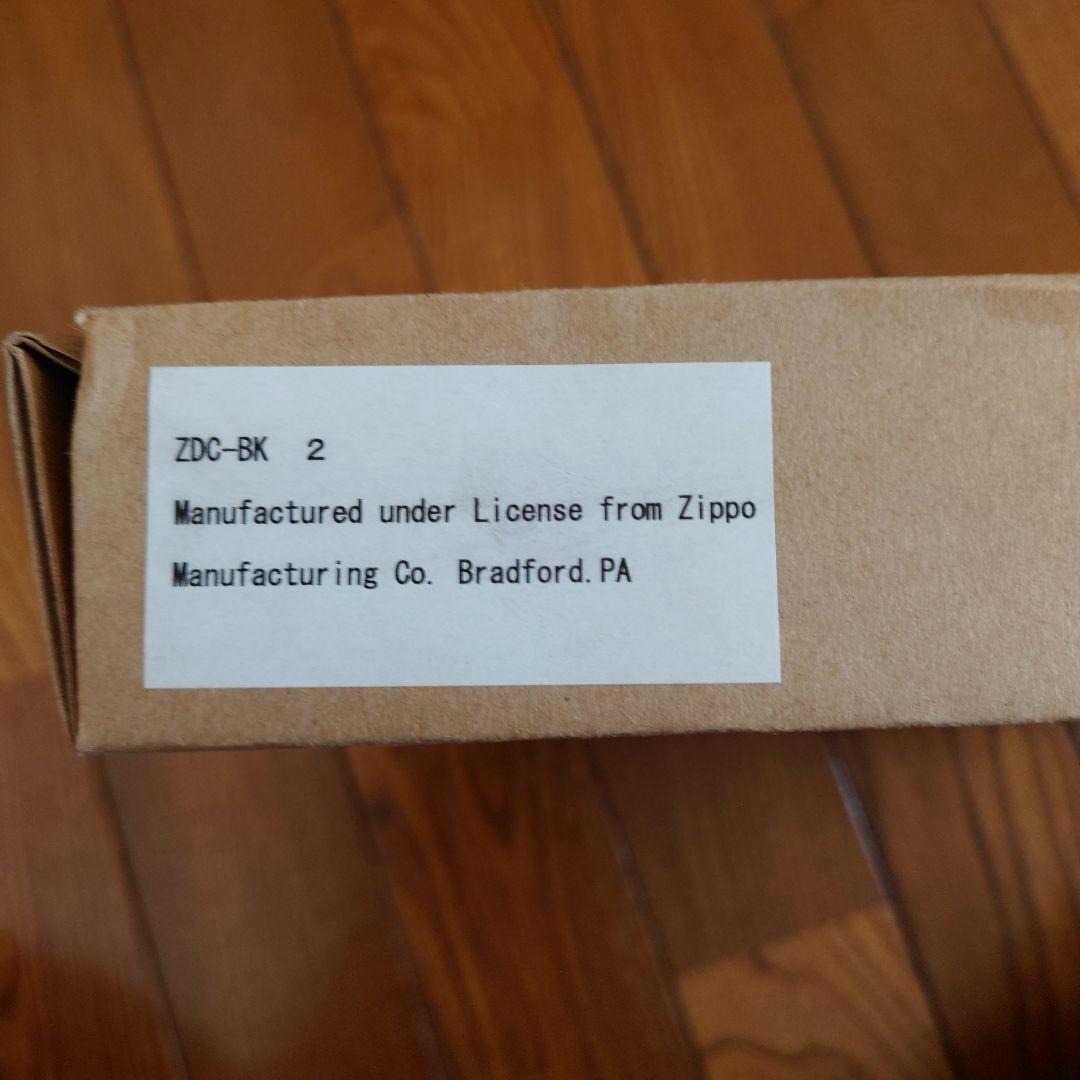 ZDC-BK 2
Manufactured under License from Zippo
Manufacturing Co. Bradford.PA